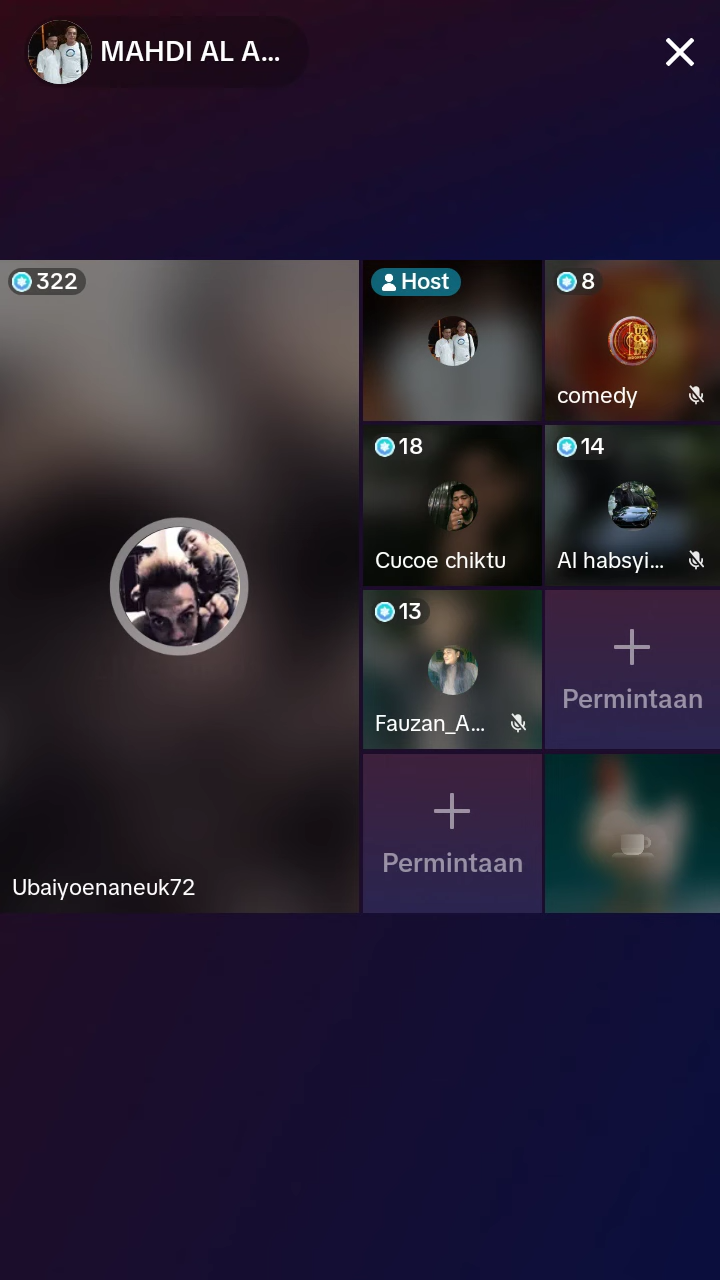 MAHDI AL A...
322
Host
8
comedy
18
Cucoe chiktu
14
Al habsyi...
13
Fauzan_A...
Permintaan
Permintaan
Ubaiyoenaneuk72